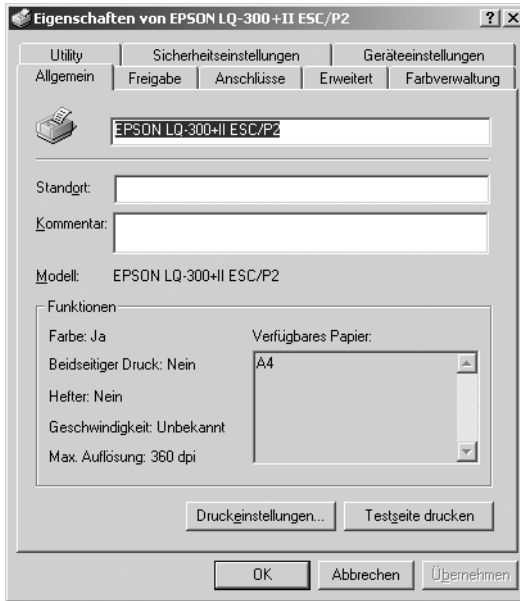 Eigenschaften von EPSON LQ-300+II ESC/P2
Utility Sicherheitseinstellungen Geräteeinstellungen
Allgemein Freigabe Anschlüsse Erweitert Farbverwaltung
EPSON LQ-300+II ESC/P2
Standort:
Kommentar:
Modell: EPSON LQ-300+II ESC/P2
Funktionen
Farbe: Ja Verfügbares Papier:
Beidseitiger Druck: Nein A4
Hefter: Nein
Geschwindigkeit: Unbekannt
Max. Auflösung: 360 dpi
Druckeinstellungen... Testseite drucken
OK Abbrechen Übernehmen